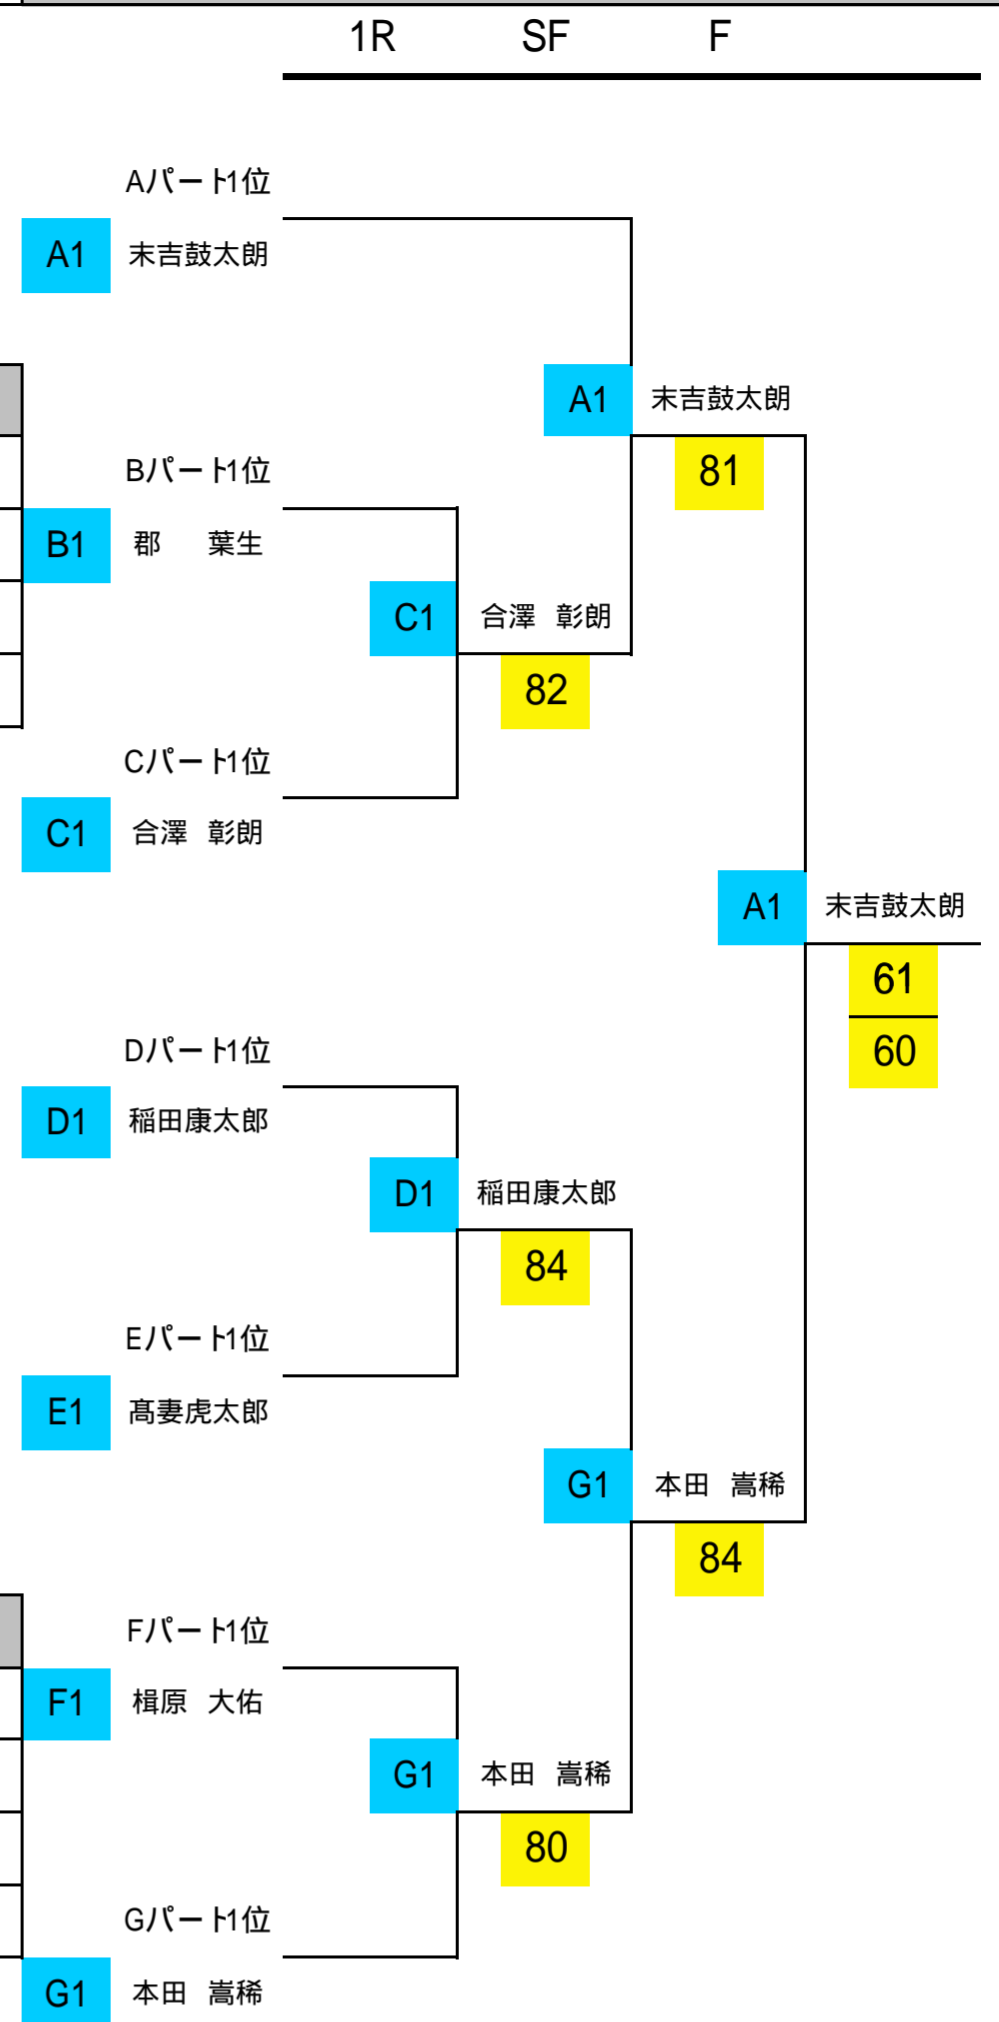 1R SF F
Aパート1位
A1 末吉鼓太朗
A1 末吉鼓太朗
81
Bパート1位
B1 郡 葉生
C1 合澤 彰朗
82
Cパート1位
C1 合澤 彰朗
A1 末吉鼓太朗
61
60
Dパート1位
D1 稲田康太郎
D1 稲田康太郎
84
Eパート1位
E1 髙妻虎太郎
G1 本田 嵩稀
84
Fパート1位
F1 楫原 大佑
G1 本田 嵩稀
80
Gパート1位
G1 本田 嵩稀